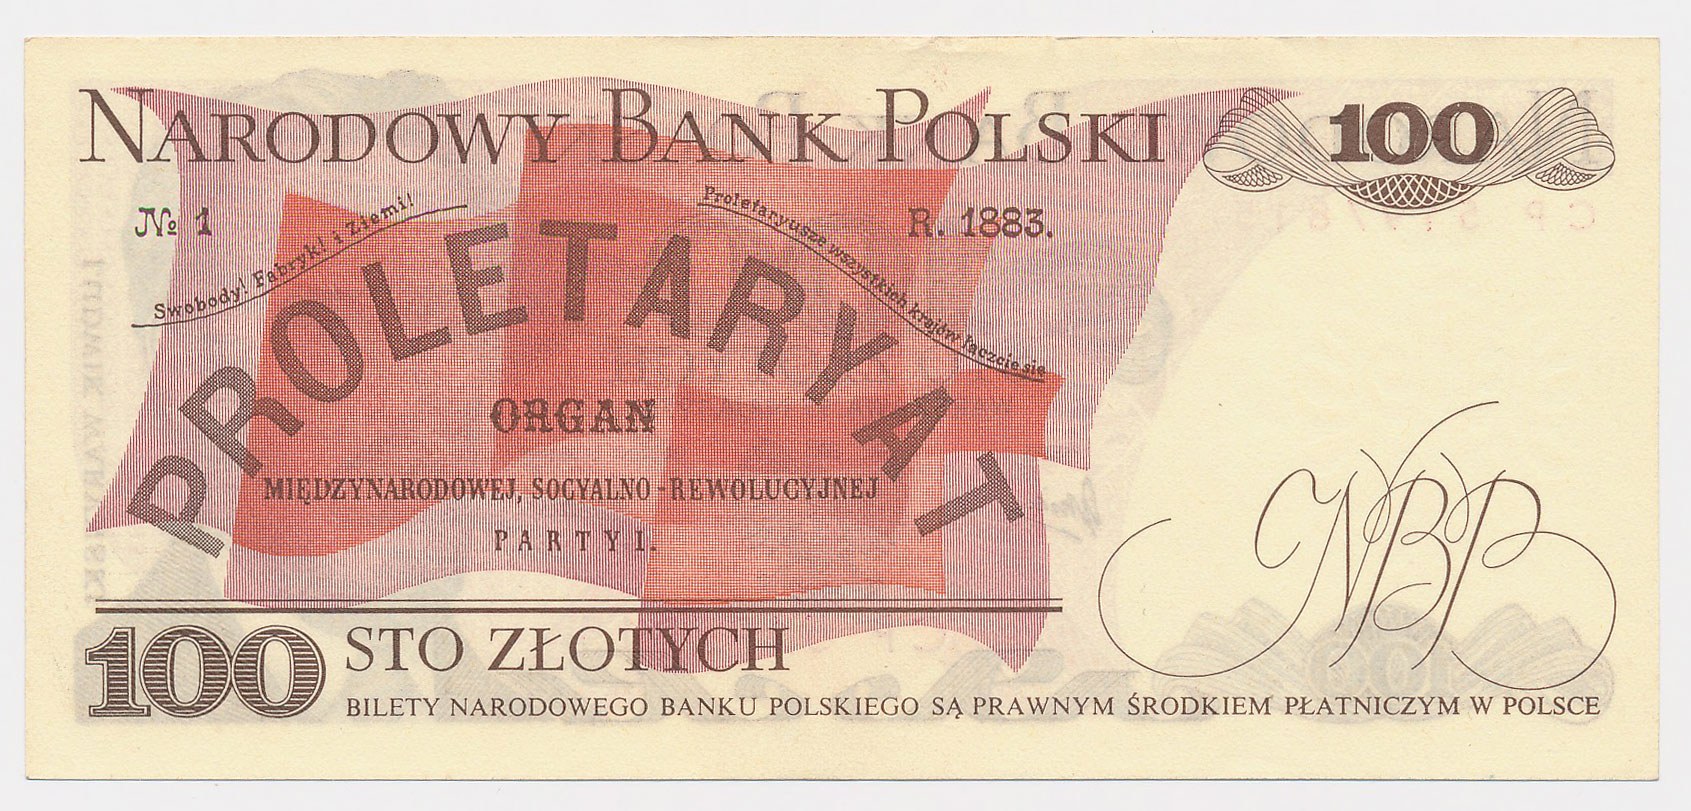 NARODOWY BANK POLSKI
100
№ 1
Swobody! Fabryk! i Ziemi!
Proletaryusze wszystkich krajów łączcie się
R. 1883.
PROLETARYAT
ORGAN
MIĘDZYNARODOWEJ, SOCYALNO-REWOLUCYJNEJ
PARTYI.
NBP
100
STO ZŁOTYCH
BILETY NARODOWEGO BANKU POLSKIEGO SĄ PRAWNYM ŚRODKIEM PŁATNICZYM W POLSCE